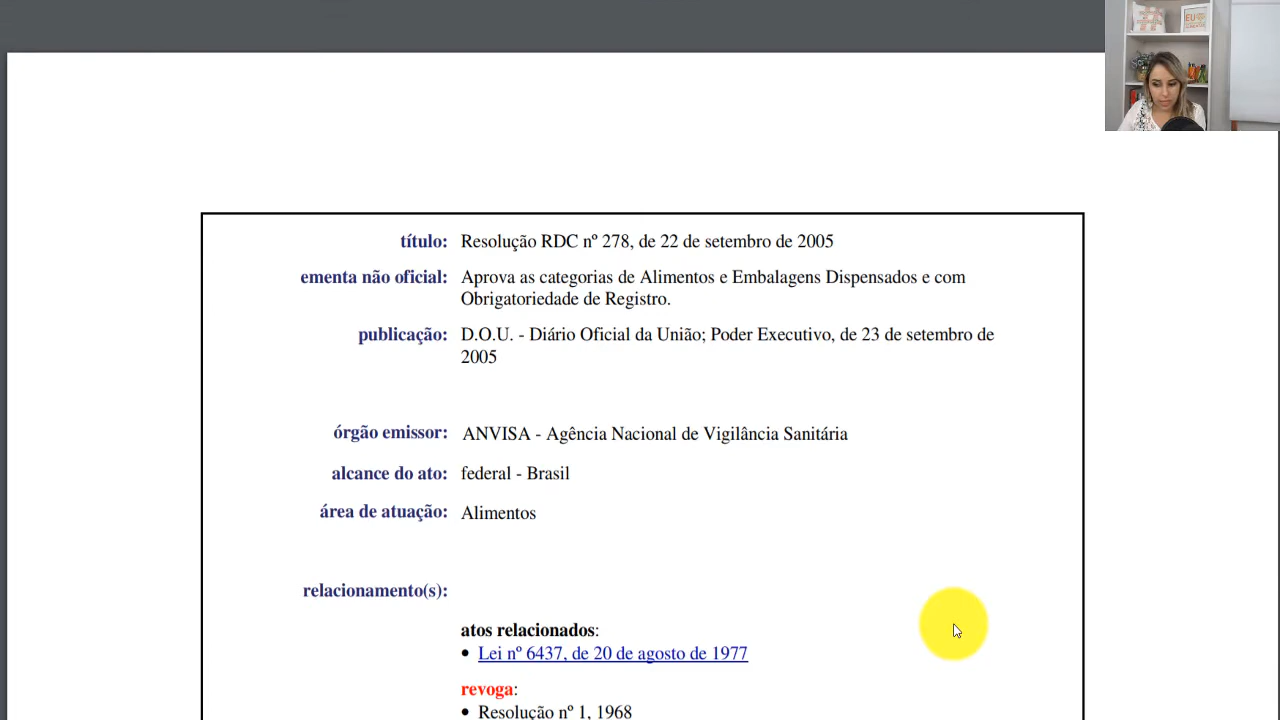 título: Resolução RDC nº 278, de 22 de setembro de 2005
ementa não oficial: Aprova as categorias de Alimentos e Embalagens Dispensados e com
Obrigatoriedade de Registro.
publicação: D.O.U. - Diário Oficial da União; Poder Executivo, de 23 de setembro de
2005
órgão emissor: ANVISA - Agência Nacional de Vigilância Sanitária
alcance do ato: federal - Brasil
área de atuação: Alimentos
relacionamento(s):
atos relacionados:
• Lei nº 6437, de 20 de agosto de 1977
revoga:
• Resolução nº 1, 1968
EU